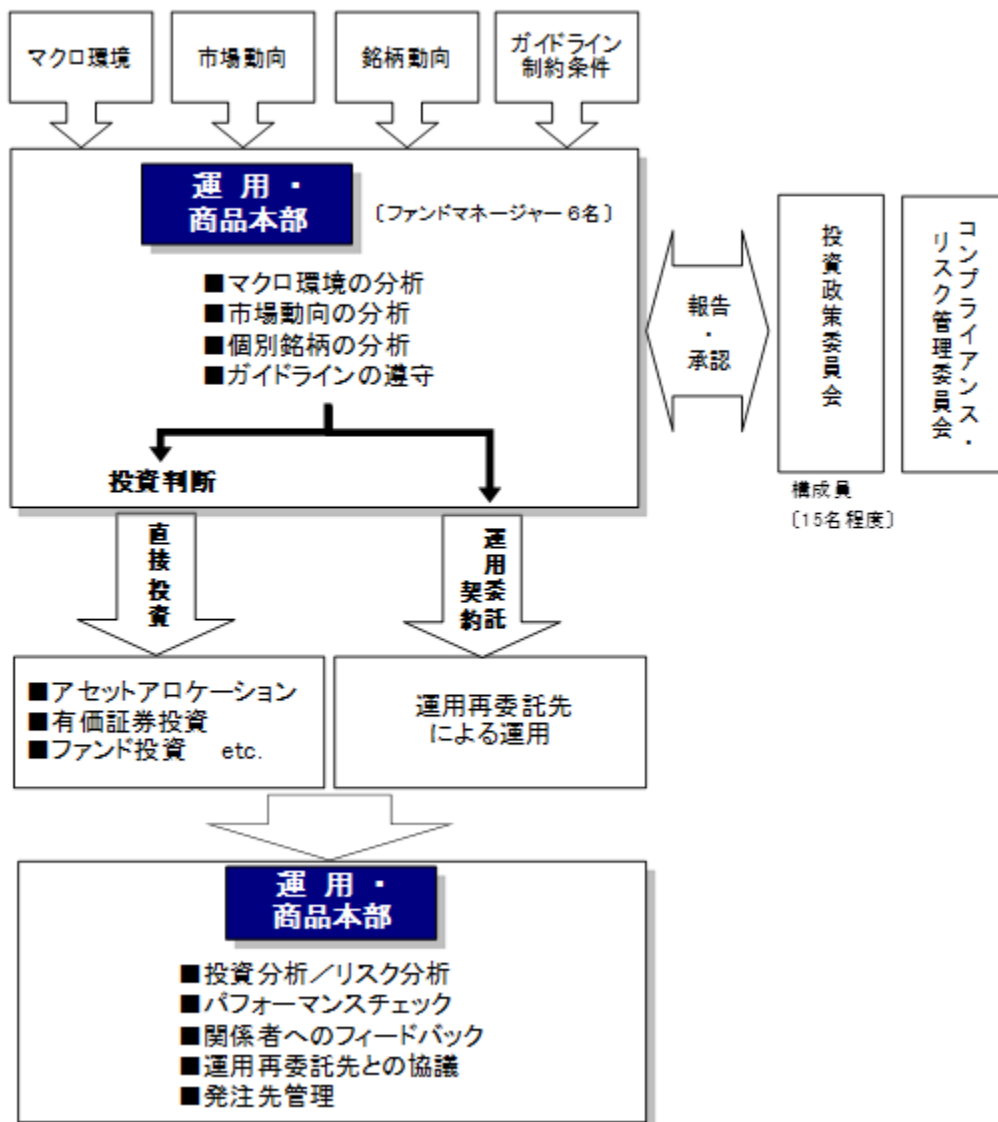 マクロ環境
市場動向
銘柄動向
ガイドライン
制約条件
運用・
商品本部
〔ファンドマネージャー6名〕
■マクロ環境の分析
■市場動向の分析
■個別銘柄の分析
■ガイドラインの遵守
投資判断
報告
・
承認
投資政策委員会
コンプライアンス・
リスク管理委員会
構成員
〔15名程度〕
直接投資
運用委託
契約
■アセットアロケーション
■有価証券投資
■ファンド投資 etc.
運用再委託先
による運用
運用・
商品本部
■投資分析／リスク分析
■パフォーマンスチェック
■関係者へのフィードバック
■運用再委託先との協議
■発注先管理